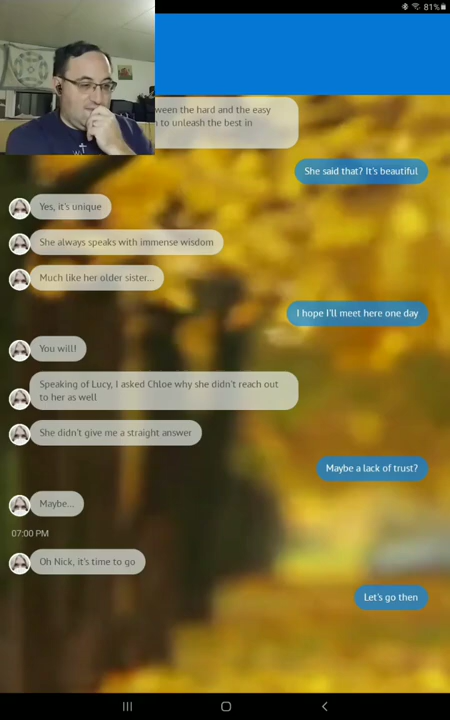 81%
ween the hard and the easy
n to unleash the best in
She said that? It's beautiful
Yes, it's unique
She always speaks with immense wisdom
Much like her older sister...
I hope I'll meet here one day
You will!
Speaking of Lucy, I asked Chloe why she didn't reach out
to her as well
She didn't give me a straight answer
Maybe a lack of trust?
Maybe...
07:00 PM
Oh Nick, it's time to go
Let's go then